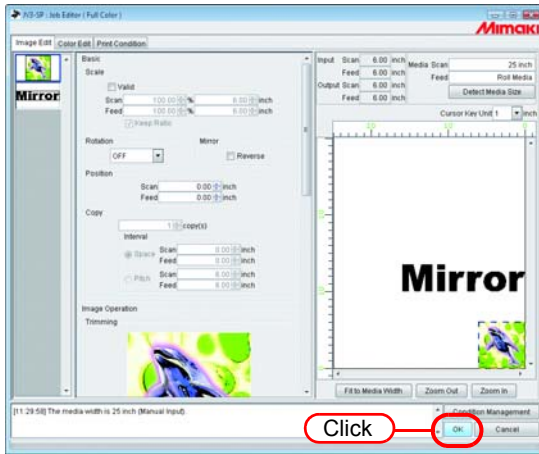 JV3-SP : Job Editor ( Full Color )
Mimaki
Image Edit Color Edit Print Condition
Mirror
Basic
Scale
Valid
Scan 100.00 % 6.00 inch
Feed 100.00 % 6.00 inch
Keep Ratio
Rotation Mirror
OFF Reverse
Position
Scan 0.00 inch
Feed 0.00 inch
Copy
1 copy(s)
Interval
Space Scan 0.00 inch
Feed 0.00 inch
Pitch Scan 6.00 inch
Feed 6.00 inch
Image Operation
Trimming
Input Scan 6.00 inch
Feed 6.00 inch
Output Scan 6.00 inch
Feed 6.00 inch
Media Scan 25 inch
Feed Roll Media
Detect Media Size
Cursor Key Unit 1 inch
20 10 0
Mirror
Fit to Media Width Zoom Out Zoom In
[11:29:58] The media width is 25 inch (Manual Input).
Condition Management
Click
OK Cancel